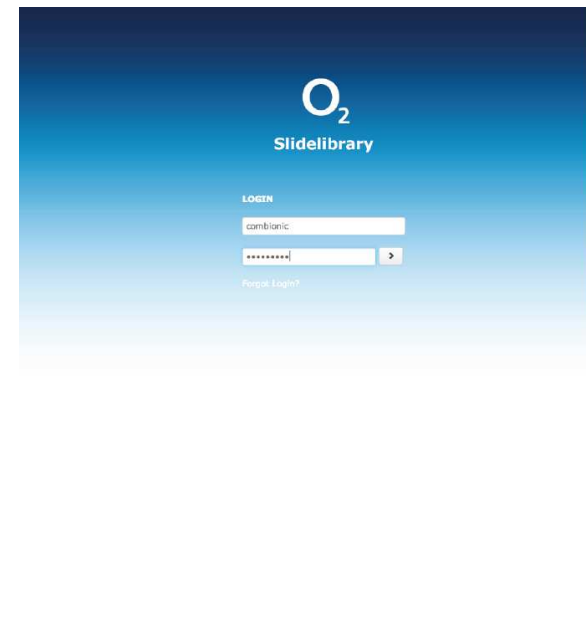 O2
Slidelibrary
LOGIN
combionic
•••••••••
Forgot Login?